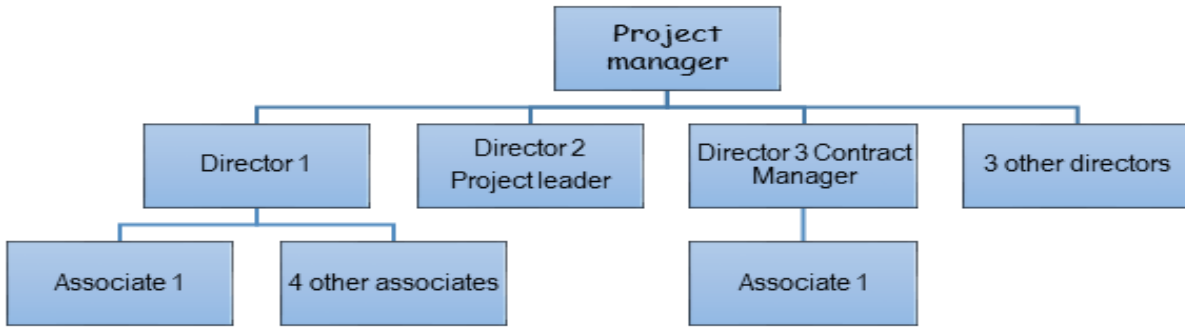 Project
manager
Director 1
Director 2
Project leader
Director 3 Contract
Manager
3 other directors
Associate 1
4 other associates
Associate 1